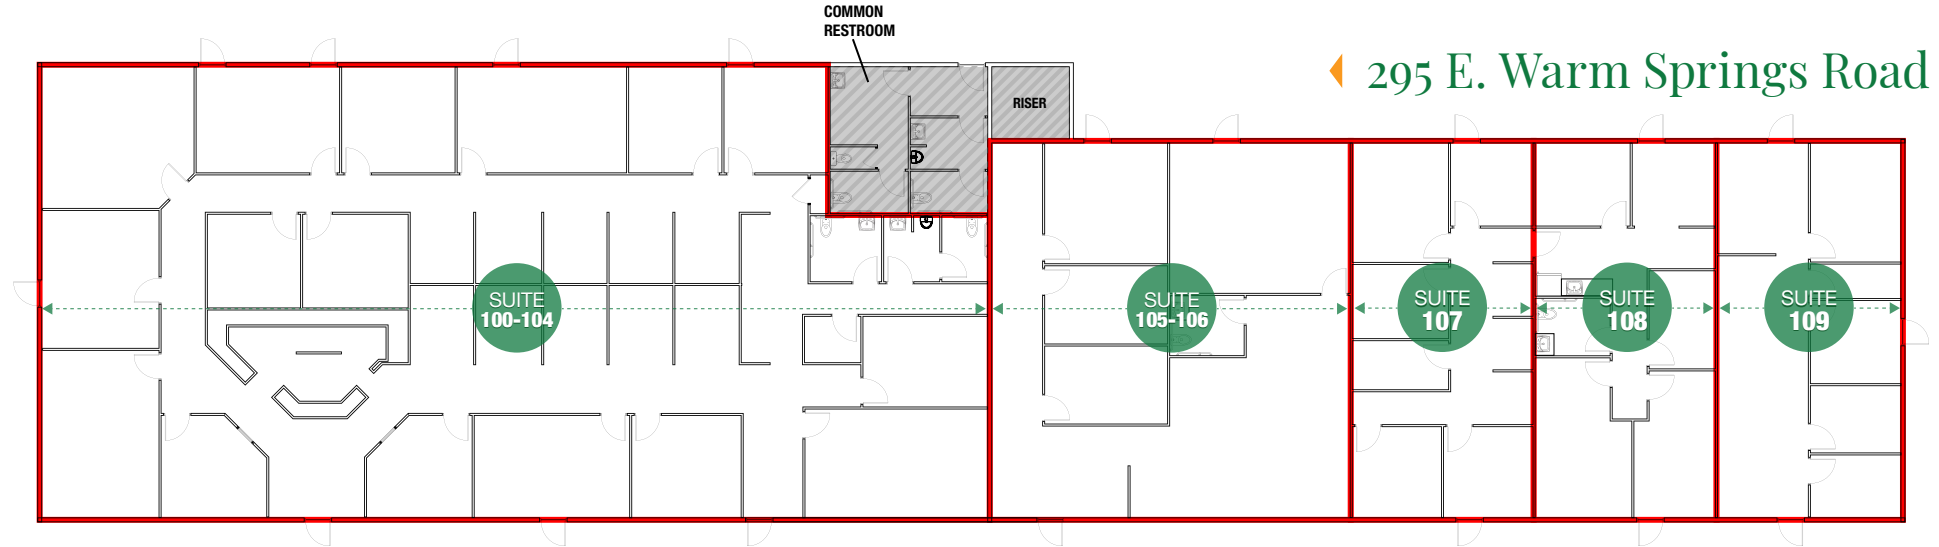 COMMON
RESTROOM
295 E. Warm Springs Road
RISER
SUITE
100-104
SUITE
105-106
SUITE
107
SUITE
108
SUITE
109